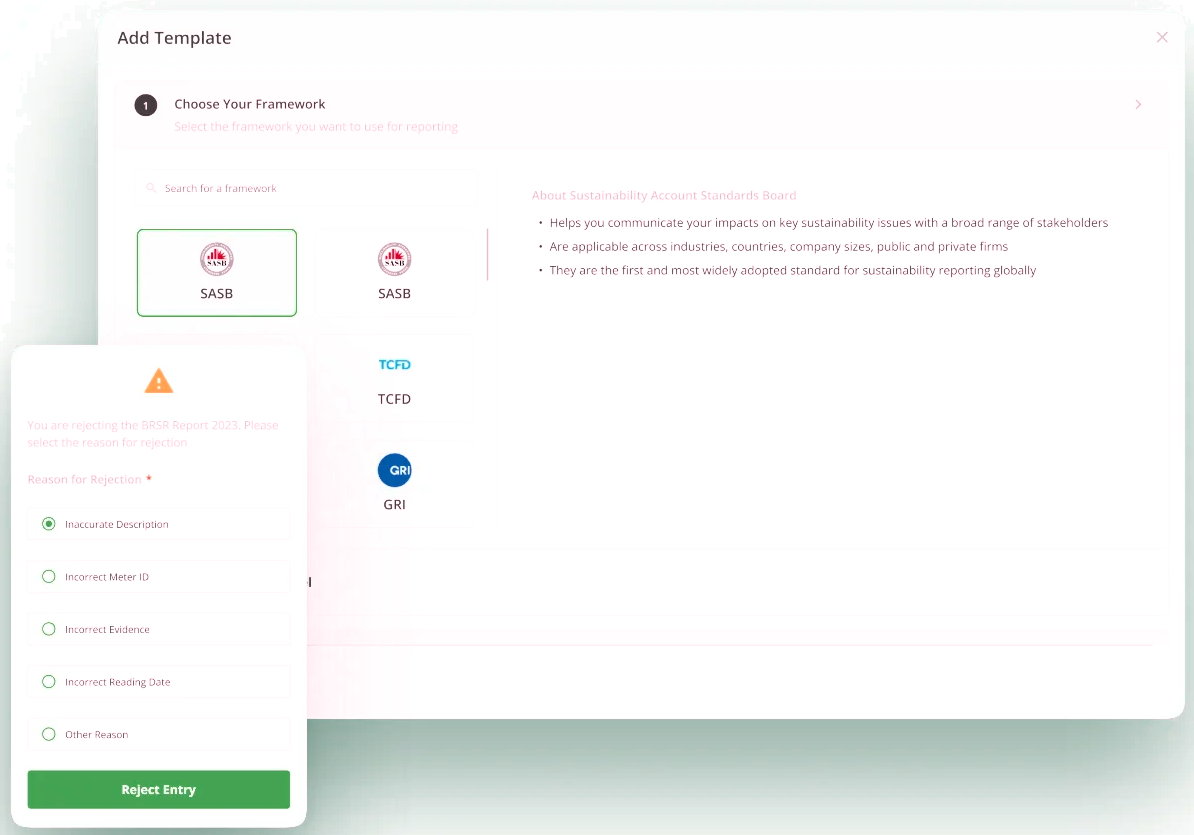 Add Template
1
Choose Your Framework
Select the framework you want to use for reporting
Search for a framework
SASB
SASB
SASB
SASB
TCFD
TCFD
GRI
GRI
About Sustainability Account Standards Board
• Helps you communicate your impacts on key sustainability issues with a broad range of stakeholders
• Are applicable across industries, countries, company sizes, public and private firms
• They are the first and most widely adopted standard for sustainability reporting globally
You are rejecting the BRSR Report 2023. Please
select the reason for rejection
Reason for Rejection *
Inaccurate Description
Incorrect Meter ID
Incorrect Evidence
Incorrect Reading Date
Other Reason
Reject Entry